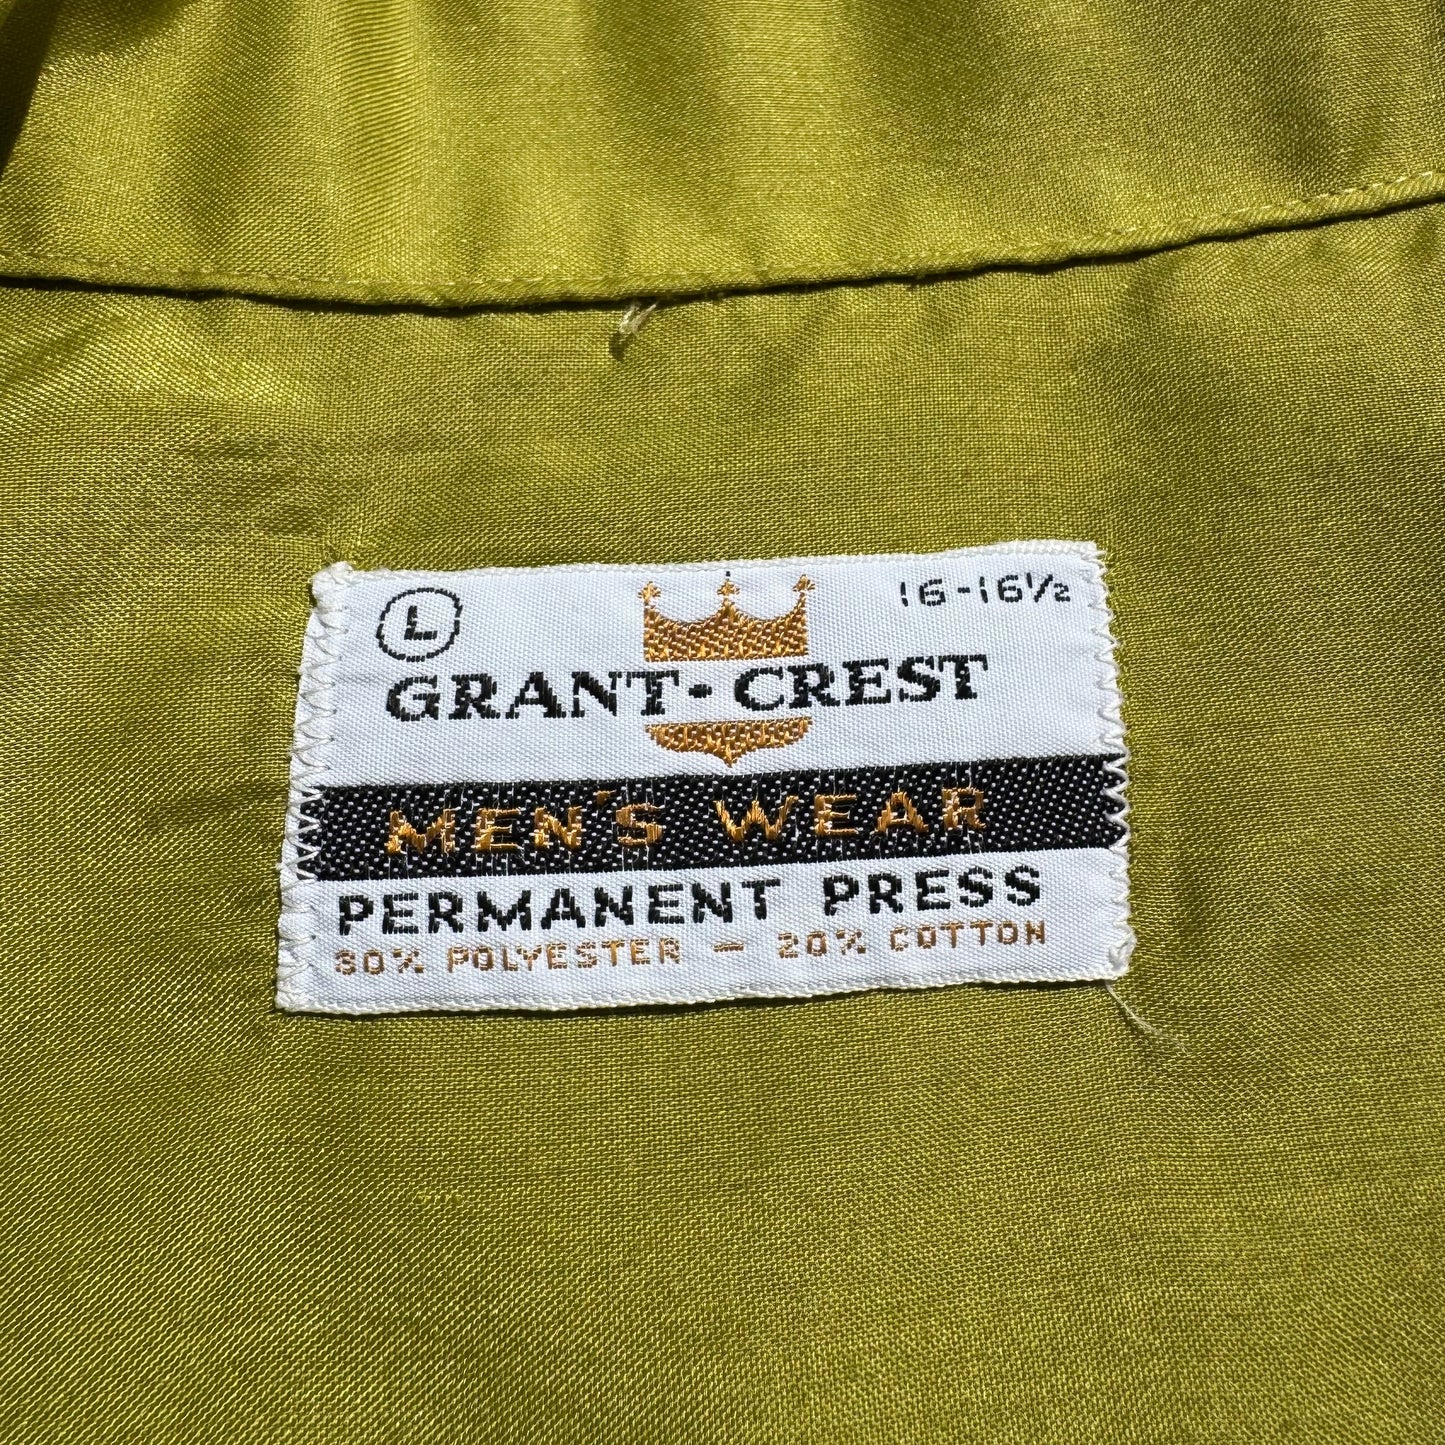 L 16-16½
GRANT·CREST
MEN'S WEAR
PERMANENT PRESS
80% POLYESTER — 20% COTTON